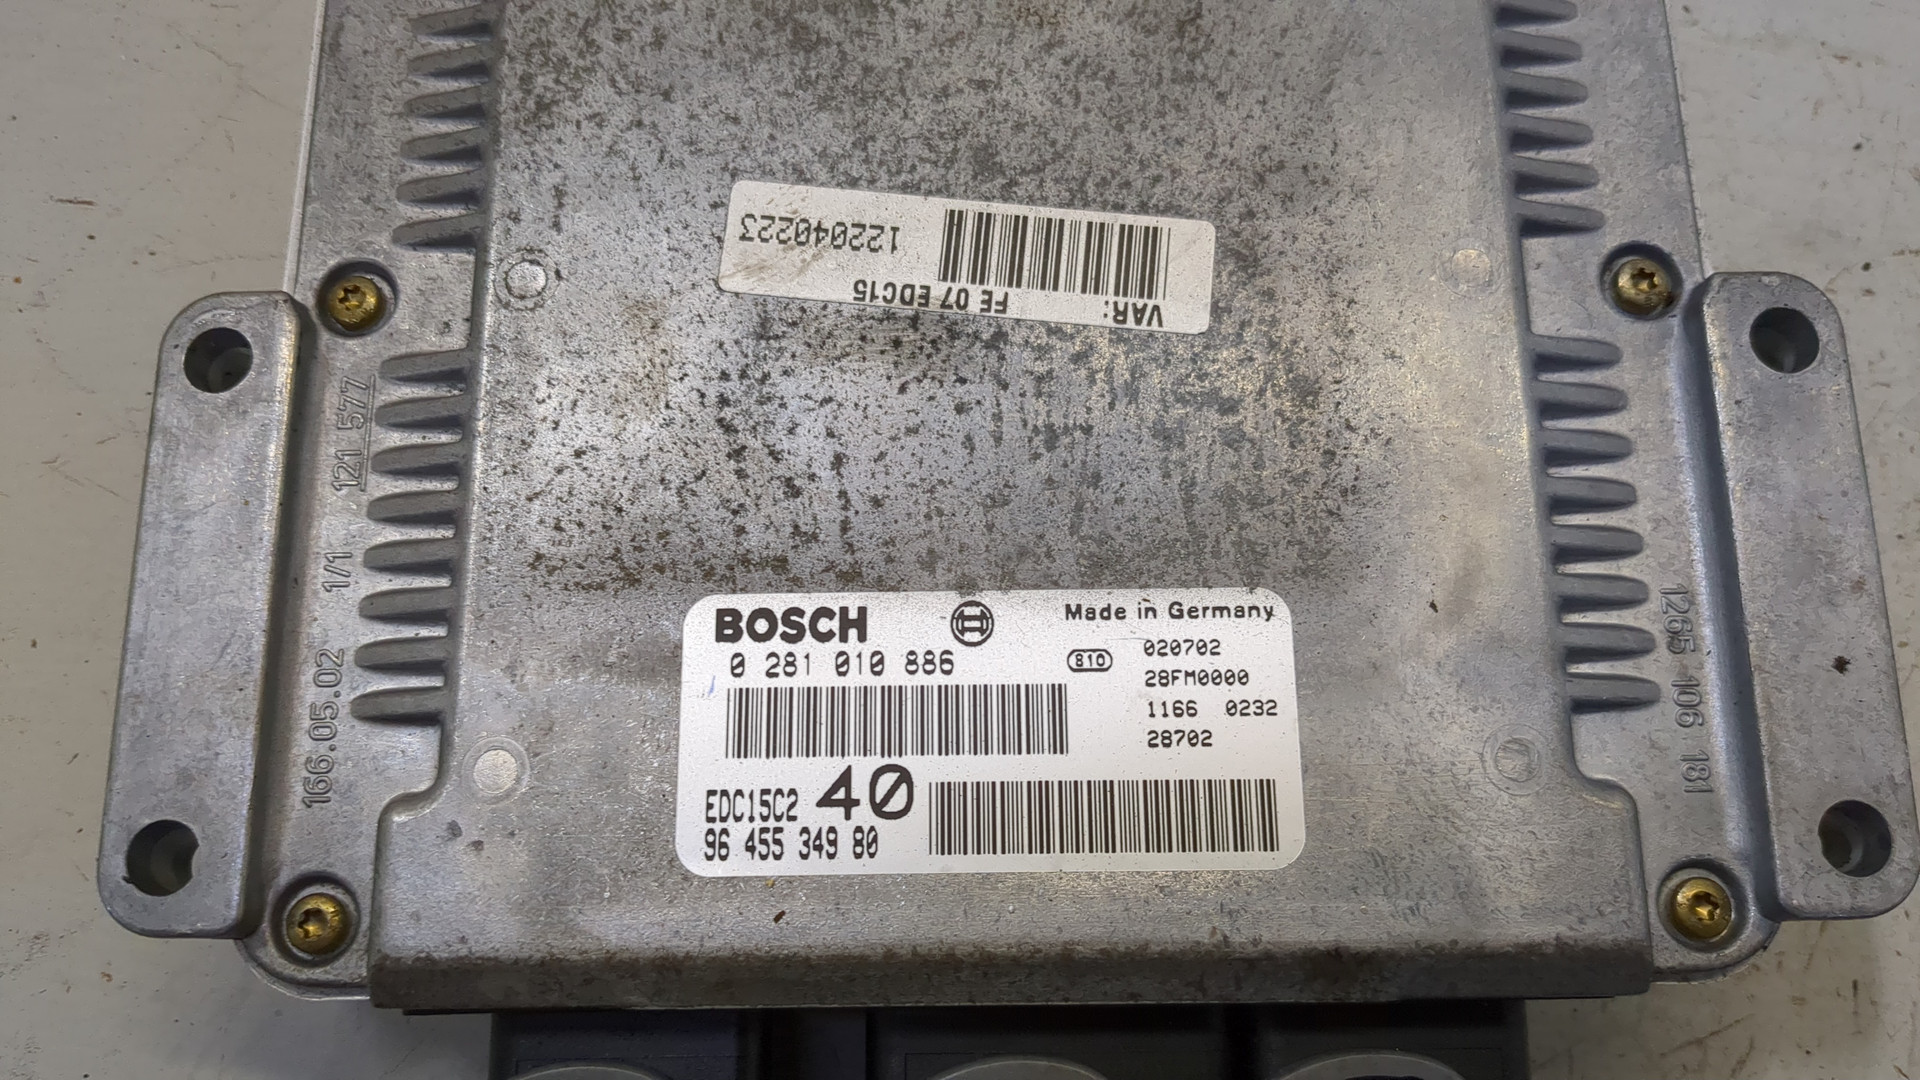 122040223
VAR: FE 07 EDC15
121 577
1/1
166.05.02
BOSCH
Made in Germany
0 281 010 886
810
020702
28FM0000
1166 0232
28702
EDC15C2 40
96 455 349 80
1265 106 181